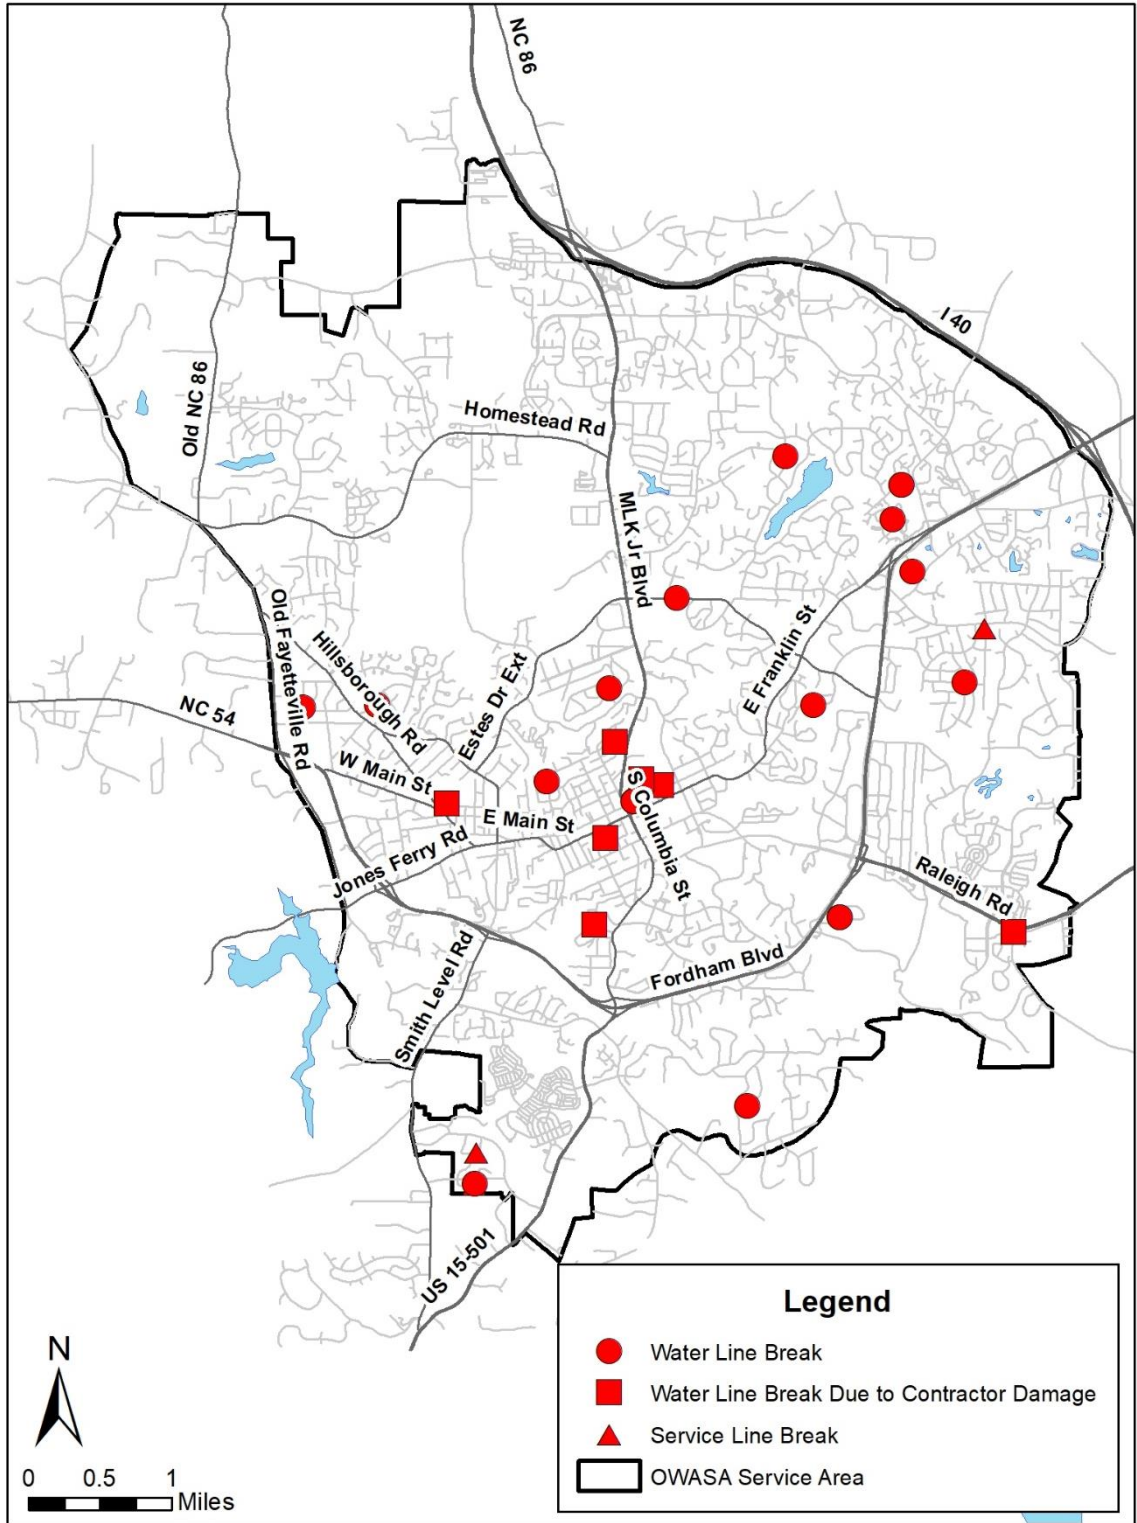 NC 86
I 40
Old NC 86
Homestead Rd
MLK Jr Blvd
Old Fayetteville Rd
Hillsborough Rd
Estes Dr Ext
E Franklin St
NC 54
W Main St
E Main St
S Columbia St
Jones Ferry Rd
Raleigh Rd
Smith Level Rd
Fordham Blvd
US 15-501
Legend
Water Line Break
Water Line Break Due to Contractor Damage
Service Line Break
OWASA Service Area
N
0 0.5 1
Miles